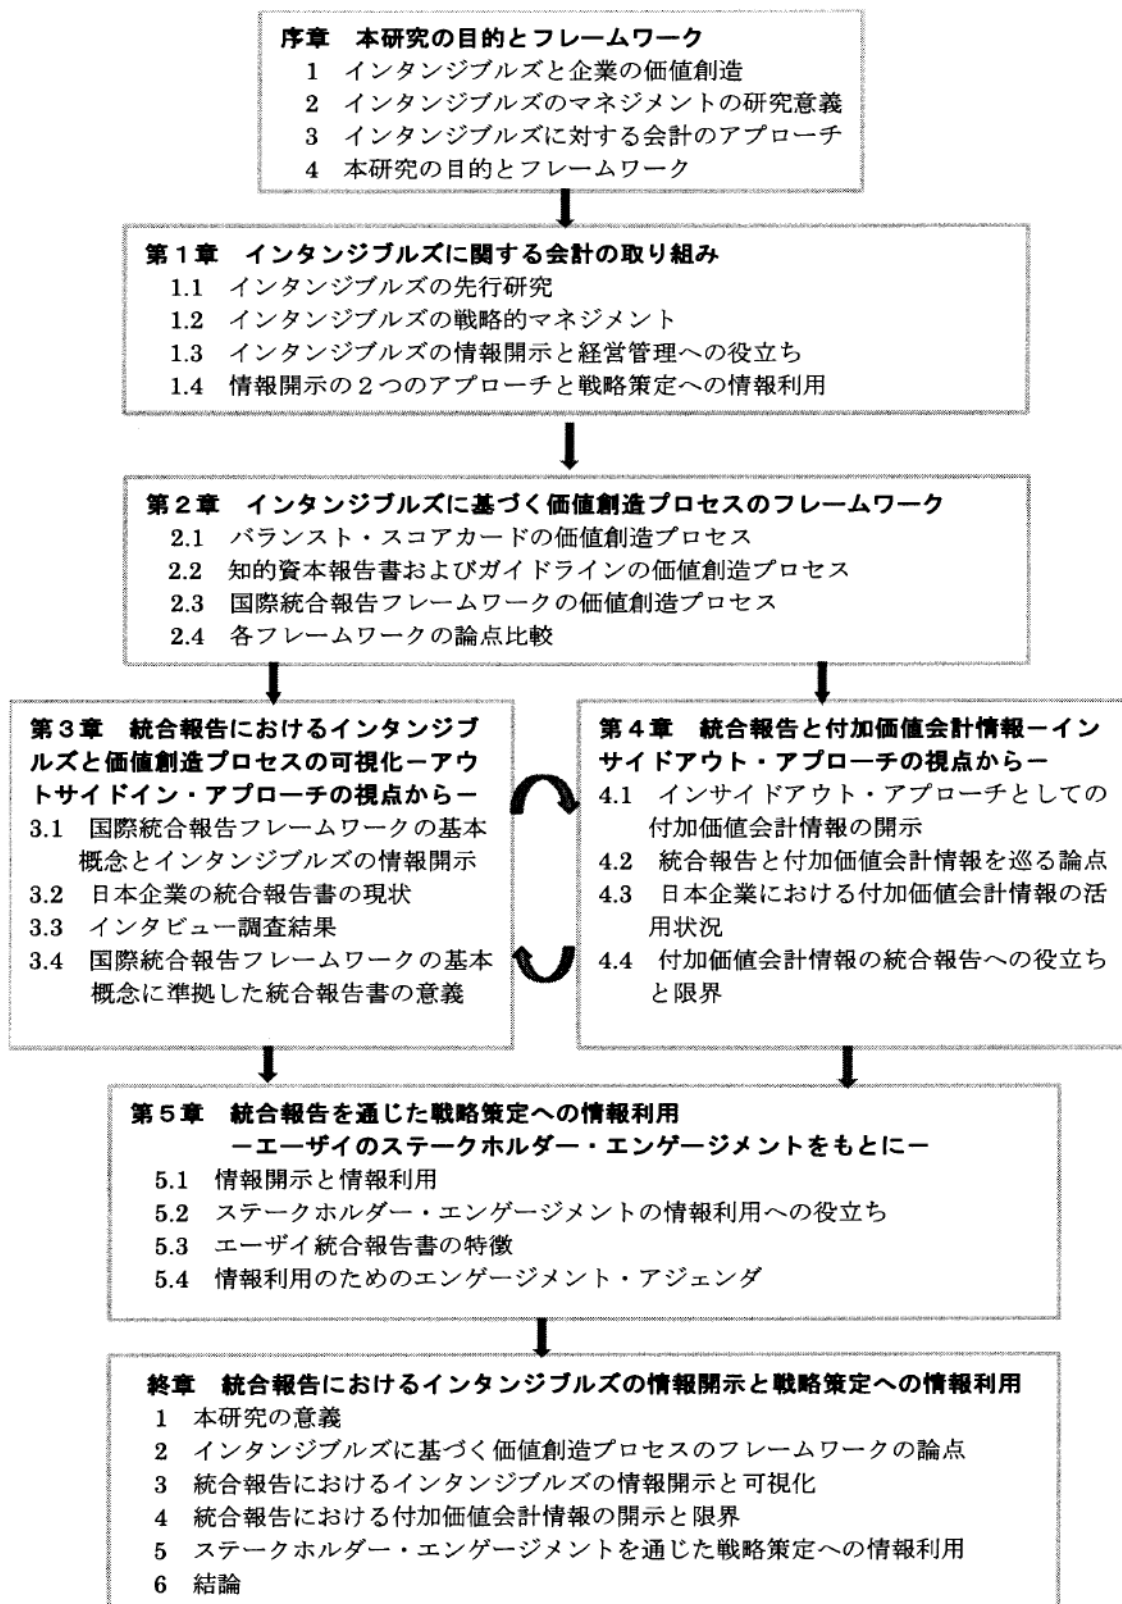 序章 本研究の目的とフレームワーク
1 インタンジブルズと企業の価値創造
2 インタンジブルズのマネジメントの研究意義
3 インタンジブルズに対する会計のアプローチ
4 本研究の目的とフレームワーク
第1章 インタンジブルズに関する会計の取り組み
1.1 インタンジブルズの先行研究
1.2 インタンジブルズの戦略的マネジメント
1.3 インタンジブルズの情報開示と経営管理への役立ち
1.4 情報開示の2つのアプローチと戦略策定への情報利用
第2章 インタンジブルズに基づく価値創造プロセスのフレームワーク
2.1 バランスト・スコアカードの価値創造プロセス
2.2 知的資本報告書およびガイドラインの価値創造プロセス
2.3 国際統合報告フレームワークの価値創造プロセス
2.4 各フレームワークの論点比較
第3章 統合報告におけるインタンジブ
ルズと価値創造プロセスの可視化−アウ
トサイドイン・アプローチの視点から−
3.1 国際統合報告フレームワークの基本
概念とインタンジブルズの情報開示
3.2 日本企業の統合報告書の現状
3.3 インタビュー調査結果
3.4 国際統合報告フレームワークの基本
概念に準拠した統合報告書の意義
第4章 統合報告と付加価値会計情報−イン
サイドアウト・アプローチの視点から−
4.1 インサイドアウト・アプローチとしての
付加価値会計情報の開示
4.2 統合報告と付加価値会計情報を巡る論点
4.3 日本企業における付加価値会計情報の活
用状況
4.4 付加価値会計情報の統合報告への役立ち
と限界
第5章 統合報告を通じた戦略策定への情報利用
−エーザイのステークホルダー・エンゲージメントをもとに−
5.1 情報開示と情報利用
5.2 ステークホルダー・エンゲージメントの情報利用への役立ち
5.3 エーザイ統合報告書の特徴
5.4 情報利用のためのエンゲージメント・アジェンダ
終章 統合報告におけるインタンジブルズの情報開示と戦略策定への情報利用
1 本研究の意義
2 インタンジブルズに基づく価値創造プロセスのフレームワークの論点
3 統合報告におけるインタンジブルズの情報開示と可視化
4 統合報告における付加価値会計情報の開示と限界
5 ステークホルダー・エンゲージメントを通じた戦略策定への情報利用
6 結論